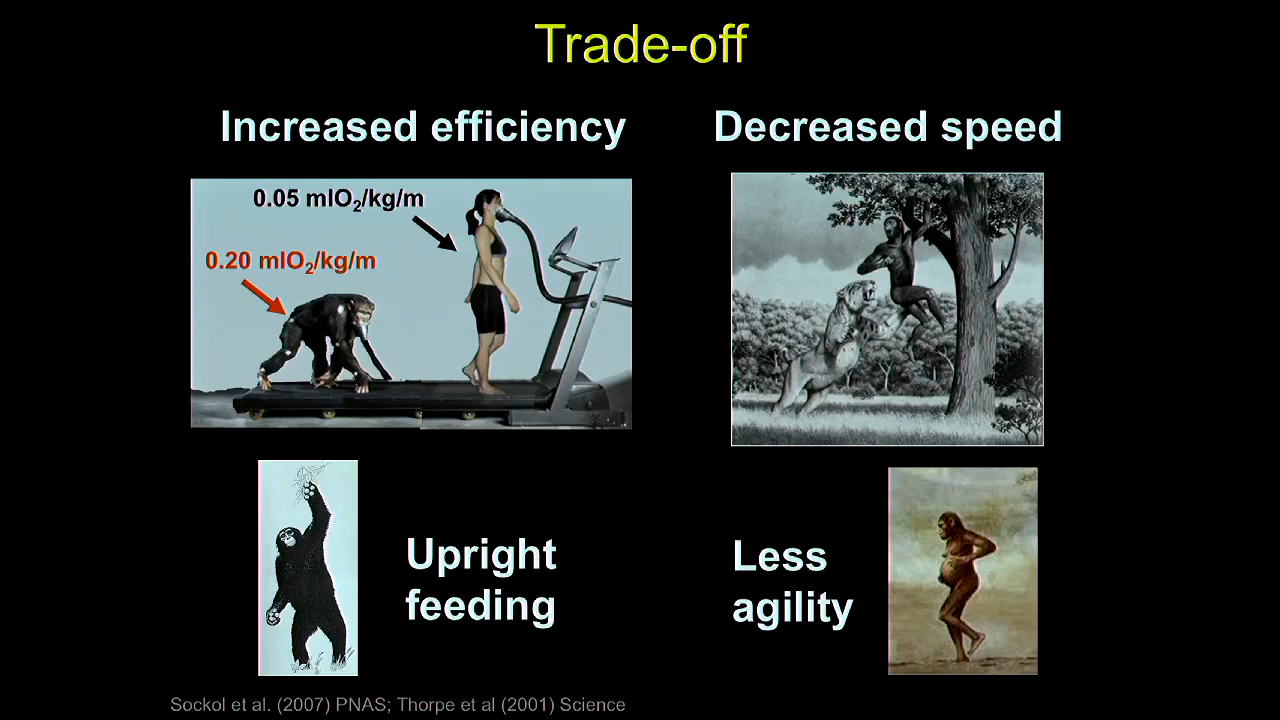 Trade-off
Increased efficiency
Decreased speed
0.05 mlO₂/kg/m
0.20 mlO₂/kg/m
Upright
feeding
Less
agility
Sockol et al. (2007) PNAS; Thorpe et al (2001) Science